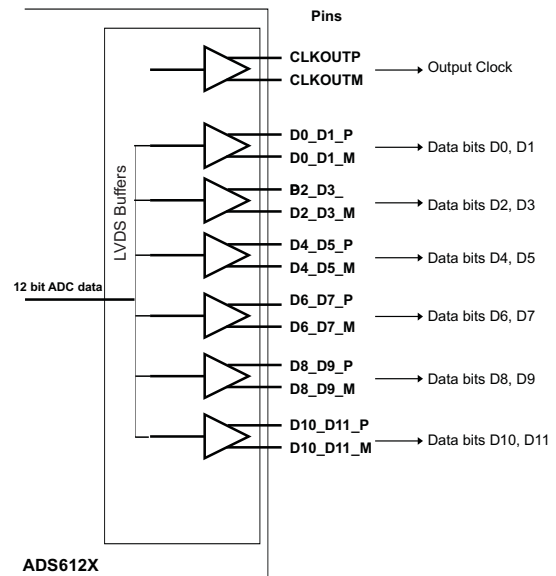 Pins
CLKOUTP
CLKOUTM
Output Clock
D0_D1_P
D0_D1_M
Data bits D0, D1
D2_D3_
D2_D3_M
Data bits D2, D3
D4_D5_P
D4_D5_M
Data bits D4, D5
D6_D7_P
D6_D7_M
Data bits D6, D7
D8_D9_P
D8_D9_M
Data bits D8, D9
D10_D11_P
D10_D11_M
Data bits D10, D11
LVDS Buffers
12 bit ADC data
ADS612X